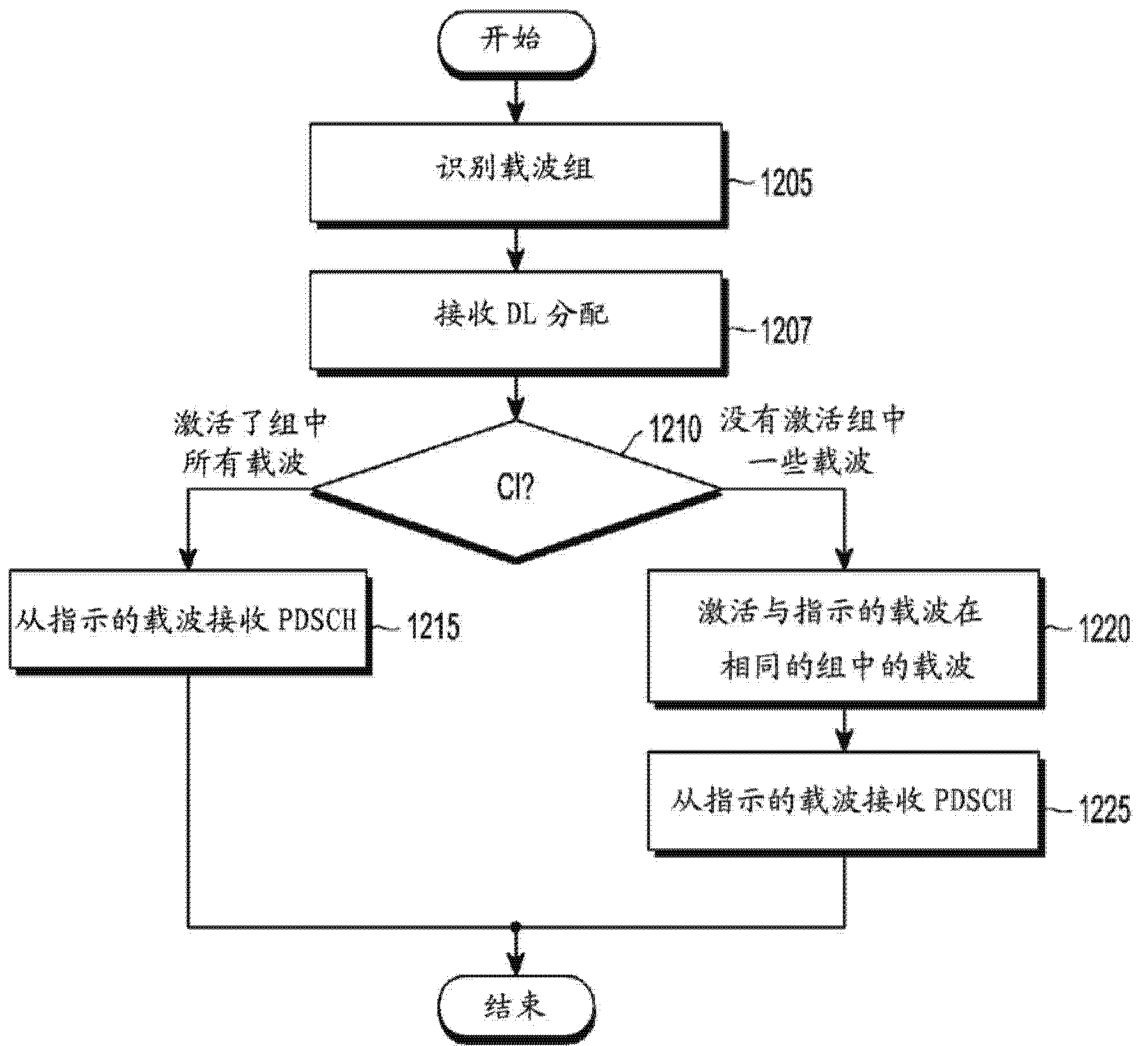 开始
识别载波组
1205
接收 DL 分配
1207
激活了组中
所有载波
1210
没有激活组中
一些载波
CI?
从指示的载波接收 PDSCH
1215
激活与指示的载波在
相同的组中的载波
1220
从指示的载波接收 PDSCH
1225
结束